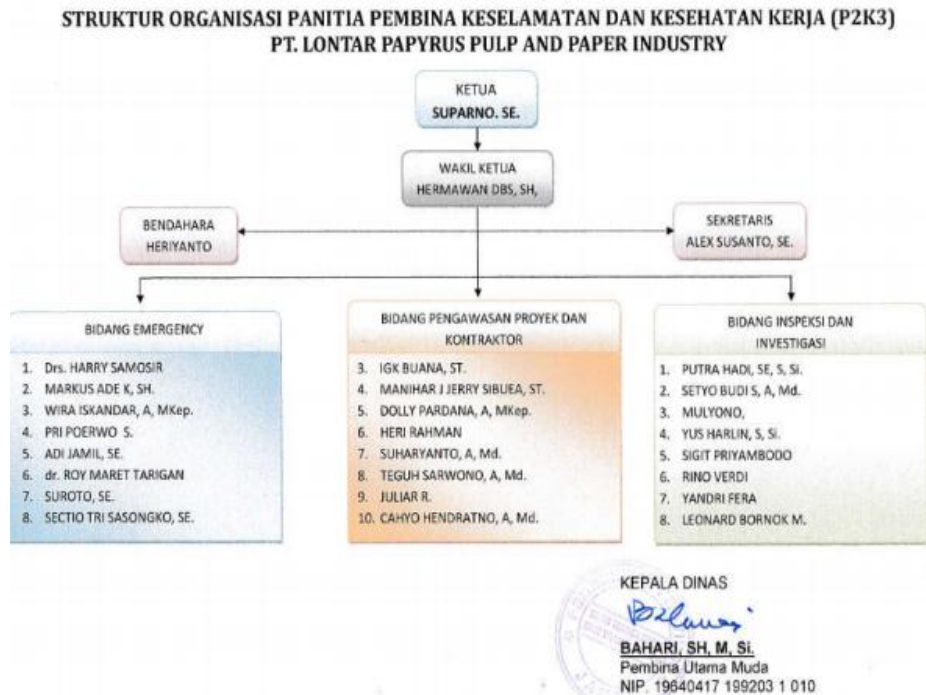 STRUKTUR ORGANISASI PANITIA PEMBINA KESELAMATAN DAN KESEHATAN KERJA (P2K3)
PT. LONTAR PAPYRUS PULP AND PAPER INDUSTRY
KETUA
SUPARNO. SE.
WAKIL KETUA
HERMAWAN DBS, SH,
BENDAHARA
HERIYANTO
SEKRETARIS
ALEX SUSANTO, SE.
BIDANG EMERGENCY
1. Drs. HARRY SAMOSIR
2. MARKUS ADE K, SH.
3. WIRA ISKANDAR, A, MKep.
4. PRI POERWO S.
5. ADI JAMIL, SE.
6. dr. ROY MARET TARIGAN
7. SUROTO, SE.
8. SECTIO TRI SASONGKO, SE.
BIDANG PENGAWASAN PROYEK DAN
KONTRAKTOR
3. IGK BUANA, ST.
4. MANIHAR J JERRY SIBUEA, ST.
5. DOLLY PARDANA, A, MKep.
6. HERI RAHMAN
7. SUHARYANTO, A, Md.
8. TEGUH SARWONO, A, Md.
9. JULIAR R.
10. CAHYO HENDRATNO, A, Md.
BIDANG INSPEKSI DAN
INVESTIGASI
1. PUTRA HADI, SE, S, Si.
2. SETYO BUDI S, A, Md.
3. MULYONO,
4. YUS HARLIN, S, Si.
5. SIGIT PRIYAMBODO
6. RINO VERDI
7. YANDRI FERA
8. LEONARD BORNOK M.
KEPALA DINAS
BAHARI, SH, M, Si.
Pembina Utama Muda
NIP. 19640417 199203 1 010